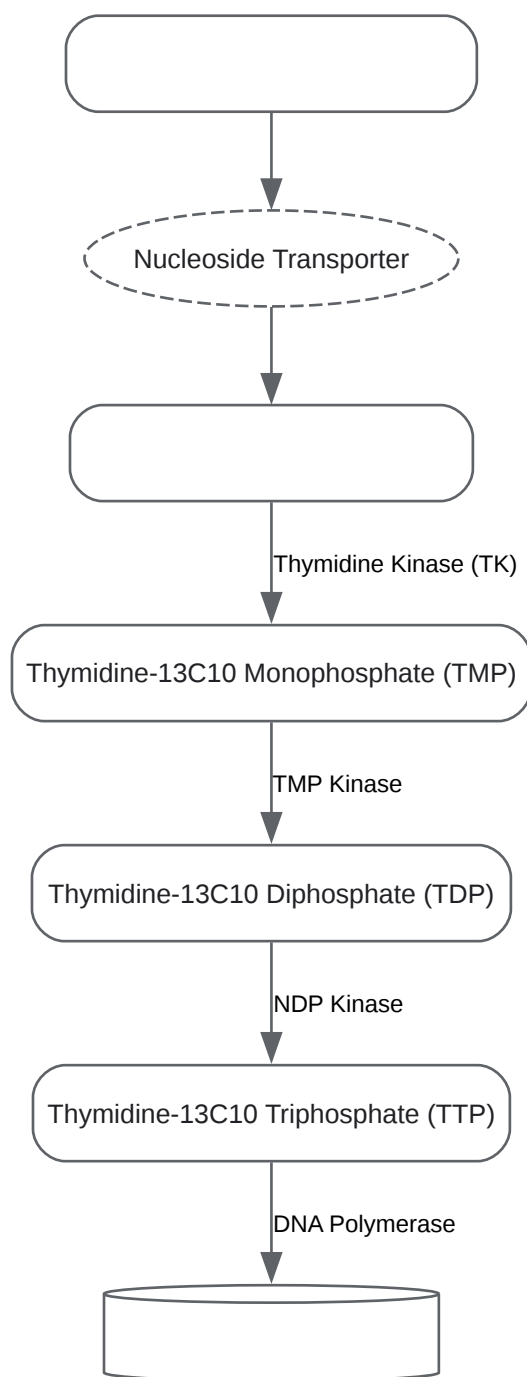 Nucleoside Transporter
Thymidine Kinase (TK)
Thymidine-13C10 Monophosphate (TMP)
TMP Kinase
Thymidine-13C10 Diphosphate (TDP)
NDP Kinase
Thymidine-13C10 Triphosphate (TTP)
DNA Polymerase